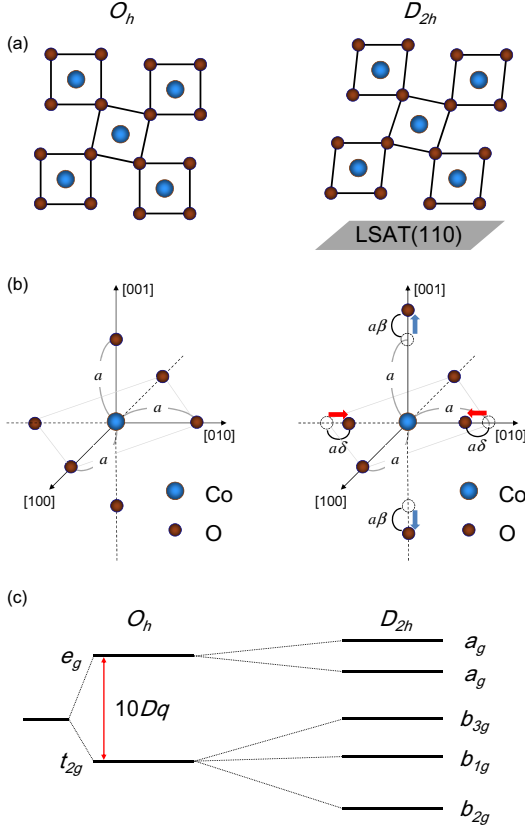 O_h D_2h
(a)
LSAT(110)
(b)
[001] [001]
aβ
a a
a [010] aδ a [010]
a a
[100] [100]
aβ
Co Co
O O
(c)
O_h D_2h
e_g a_g
a_g
10Dq
b_3g
t_2g b_1g
b_2g